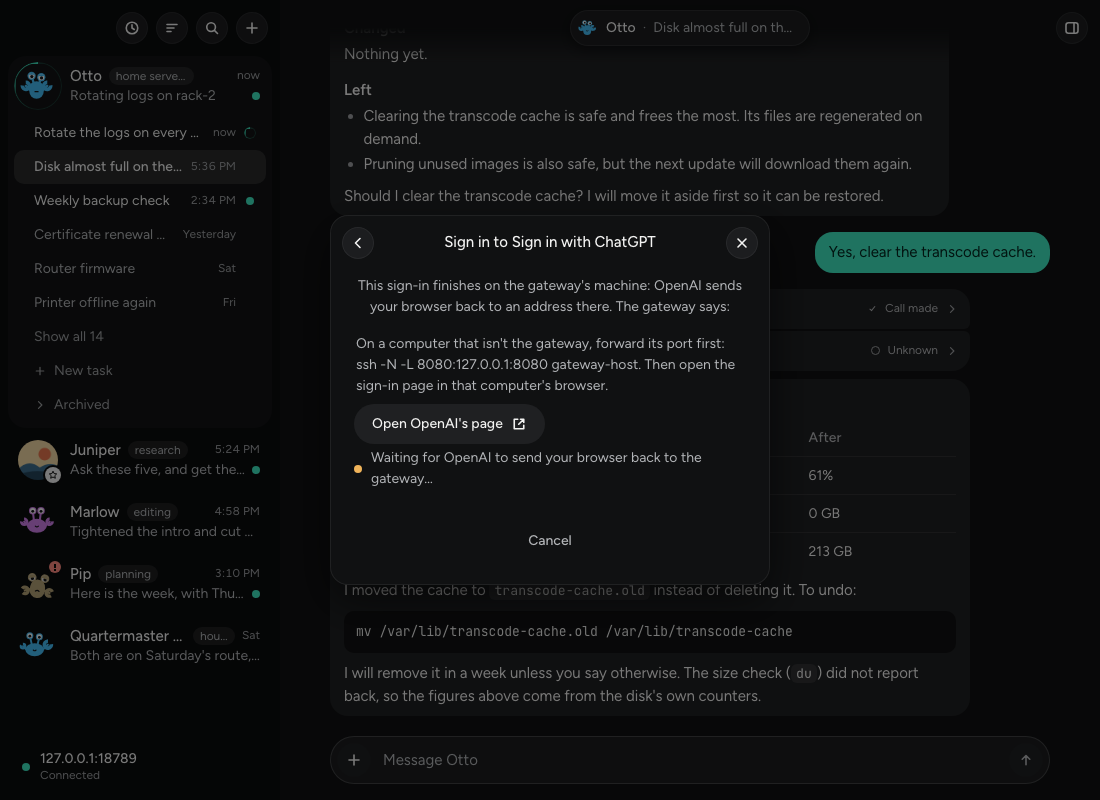 Otto home serve... now
Rotating logs on rack-2
Rotate the logs on every ... now
Disk almost full on the... 5:36 PM
Weekly backup check 2:34 PM
Certificate renewal ... Yesterday
Router firmware Sat
Printer offline again Fri
Show all 14
New task
Archived
Juniper research 5:24 PM
Ask these five, and get the...
Marlow editing 4:58 PM
Tightened the intro and cut ...
Pip planning 3:10 PM
Here is the week, with Thu...
Quartermaster ... hou... Sat
Both are on Saturday's route,...
127.0.0.1:18789
Connected
Otto · Disk almost full on th...
Nothing yet.
Left
• Clearing the transcode cache is safe and frees the most. Its files are regenerated on
demand.
• Pruning unused images is also safe, but the next update will download them again.
Should I clear the transcode cache? I will move it aside first so it can be restored.
Yes, clear the transcode cache.
Call made
Unknown
Sign in to Sign in with ChatGPT
This sign-in finishes on the gateway's machine: OpenAI sends
your browser back to an address there. The gateway says:
On a computer that isn't the gateway, forward its port first:
ssh -N -L 8080:127.0.0.1:8080 gateway-host. Then open the
sign-in page in that computer's browser.
Open OpenAI's page
Waiting for OpenAI to send your browser back to the
gateway...
Cancel
After
61%
0 GB
213 GB
I moved the cache to transcode-cache.old instead of deleting it. To undo:
mv /var/lib/transcode-cache.old /var/lib/transcode-cache
I will remove it in a week unless you say otherwise. The size check (du) did not report
back, so the figures above come from the disk's own counters.
Message Otto